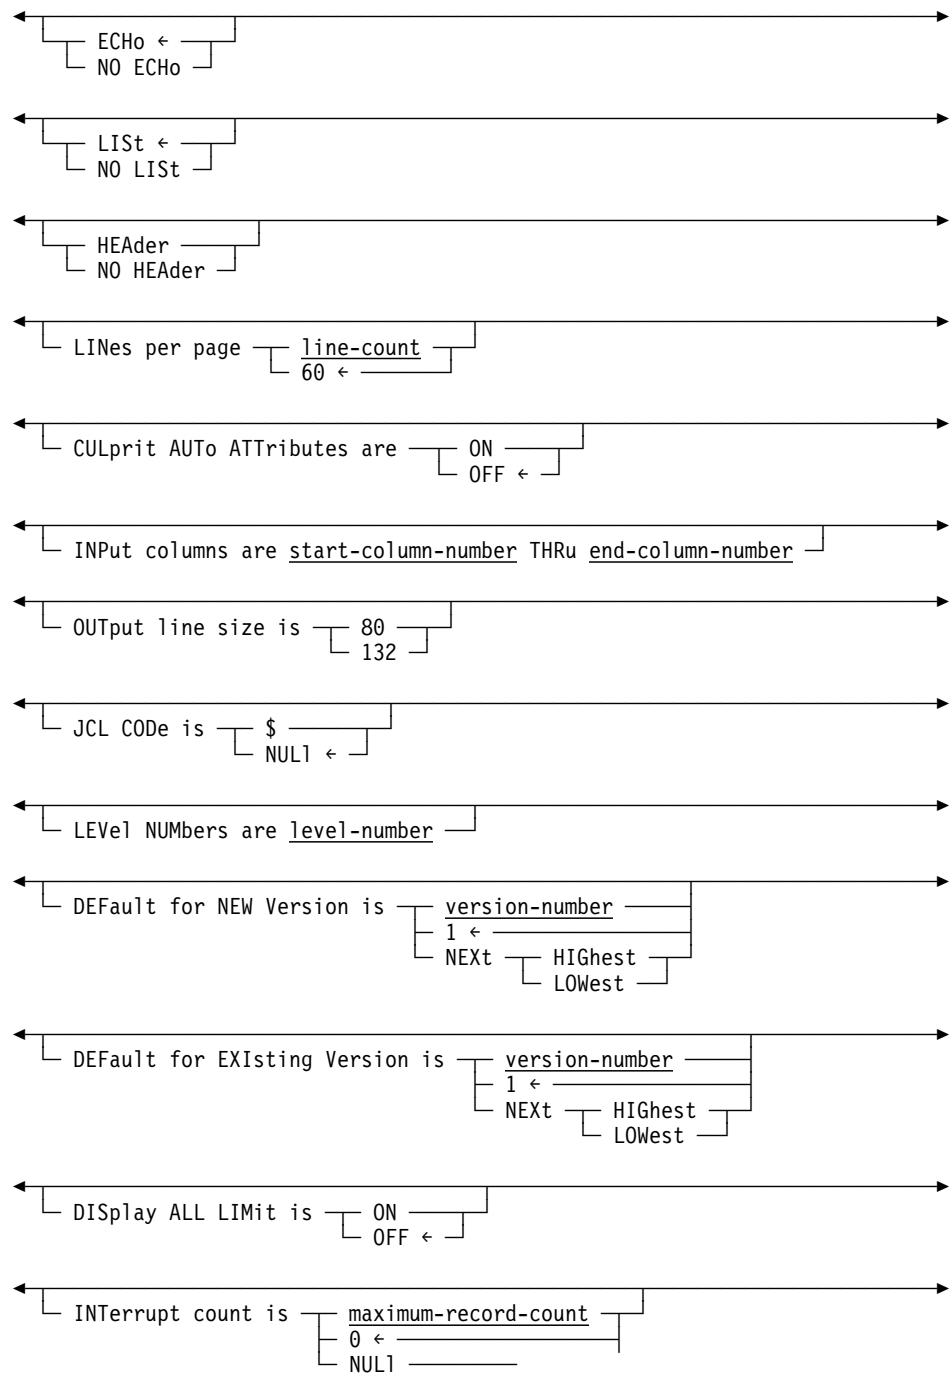 ECHo ←
NO ECHo
LISt ←
NO LISt
HEAder
NO HEAder
LINes per page line-count
60 ←
CULprit AUTo ATTributes are ON
OFF ←
INPut columns are start-column-number THRu end-column-number
OUTput line size is 80
132
JCL CODe is $
NULl ←
LEVel NUMbers are level-number
DEFault for NEW Version is version-number
1 ←
NEXt HIGhest
LOWest
DEFault for EXIsting Version is version-number
1 ←
NEXt HIGhest
LOWest
DISplay ALL LIMit is ON
OFF ←
INTerrupt count is maximum-record-count
0 ←
NULl